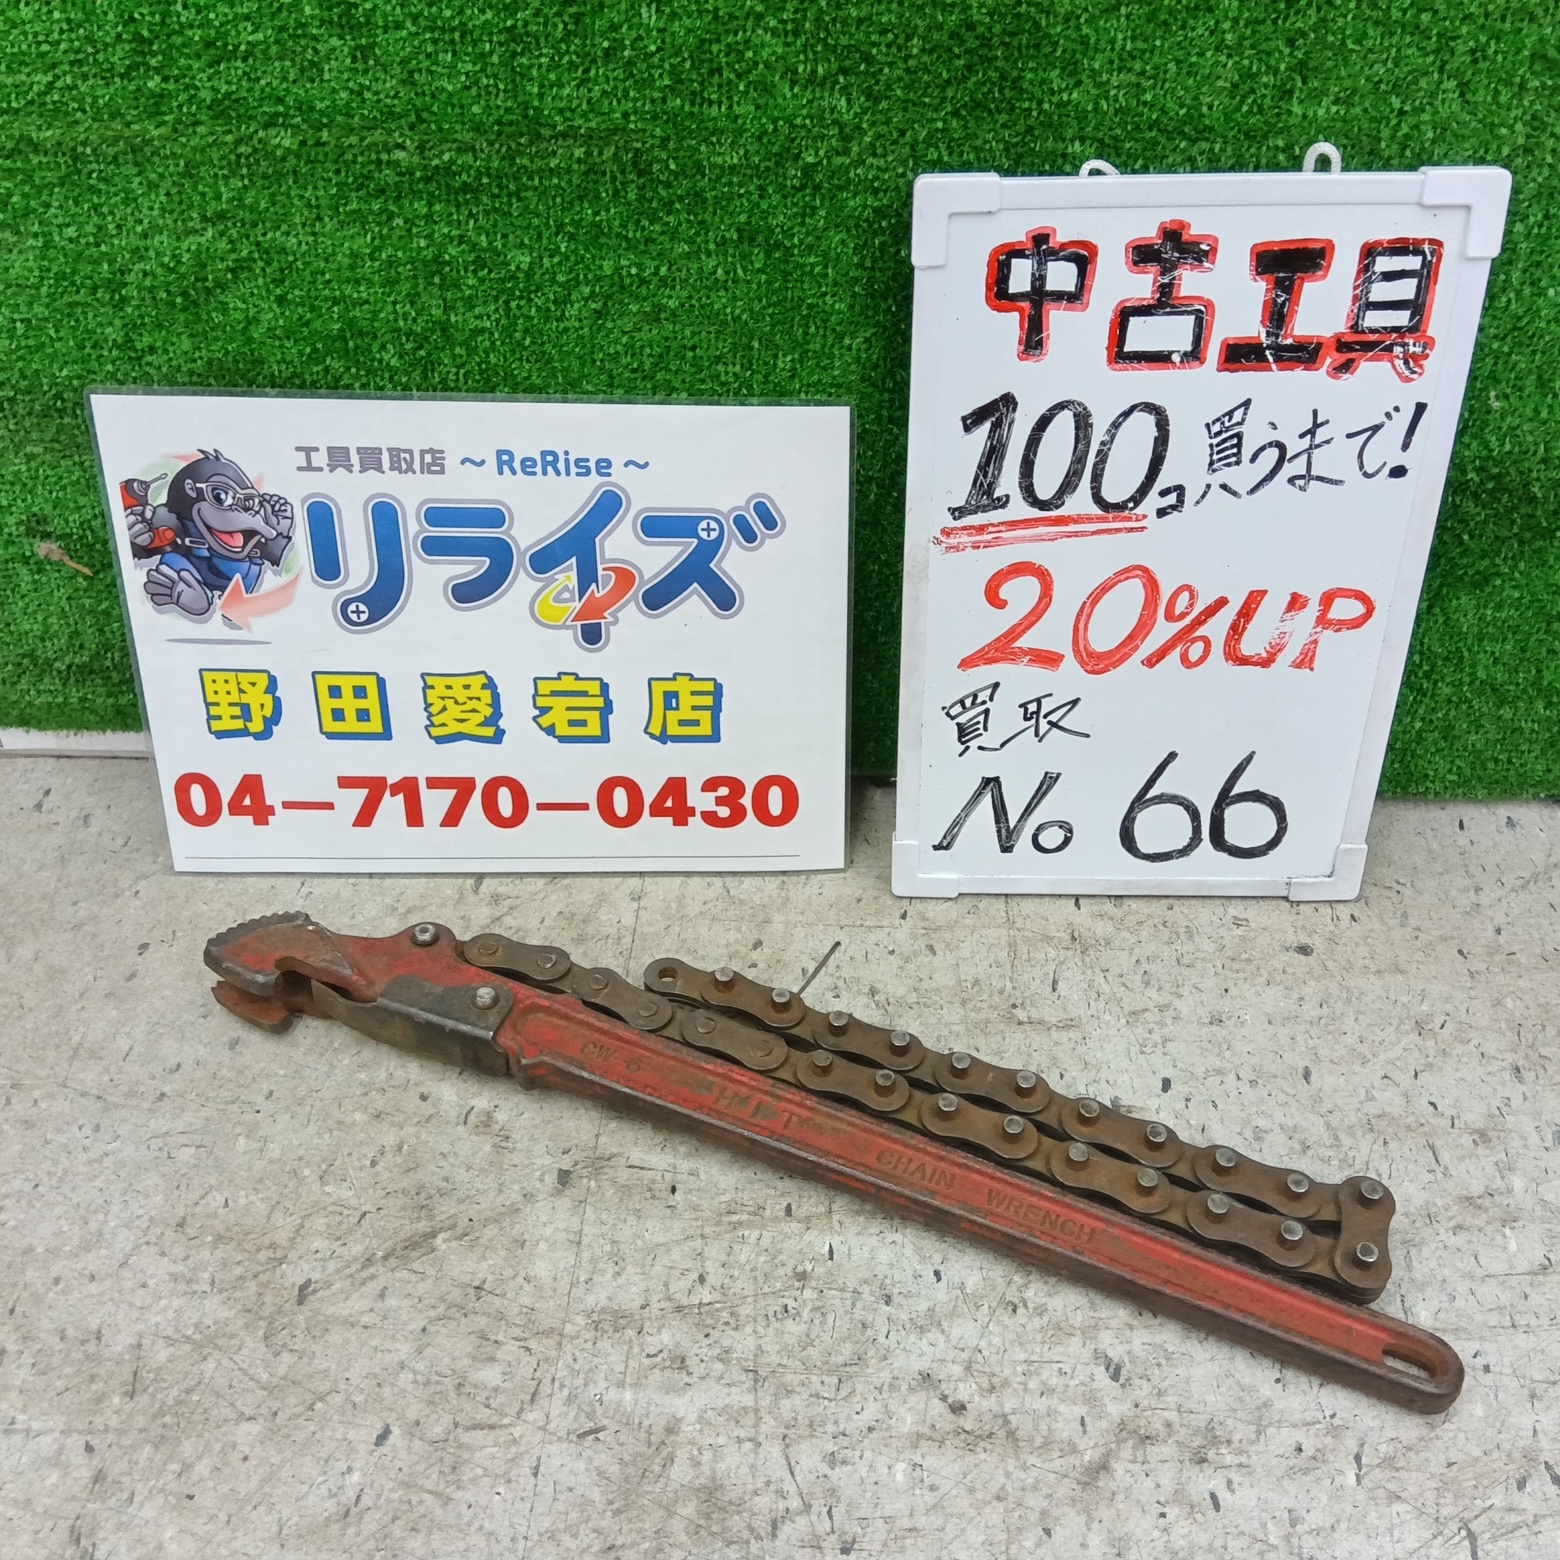 工具買取店 ～ReRise～
リライズ
野田愛宕店
04-7170-0430
中古工具
100コ買うまで!
20%UP
買取
No 66
CW-6
HIT
CHAIN WRENCH